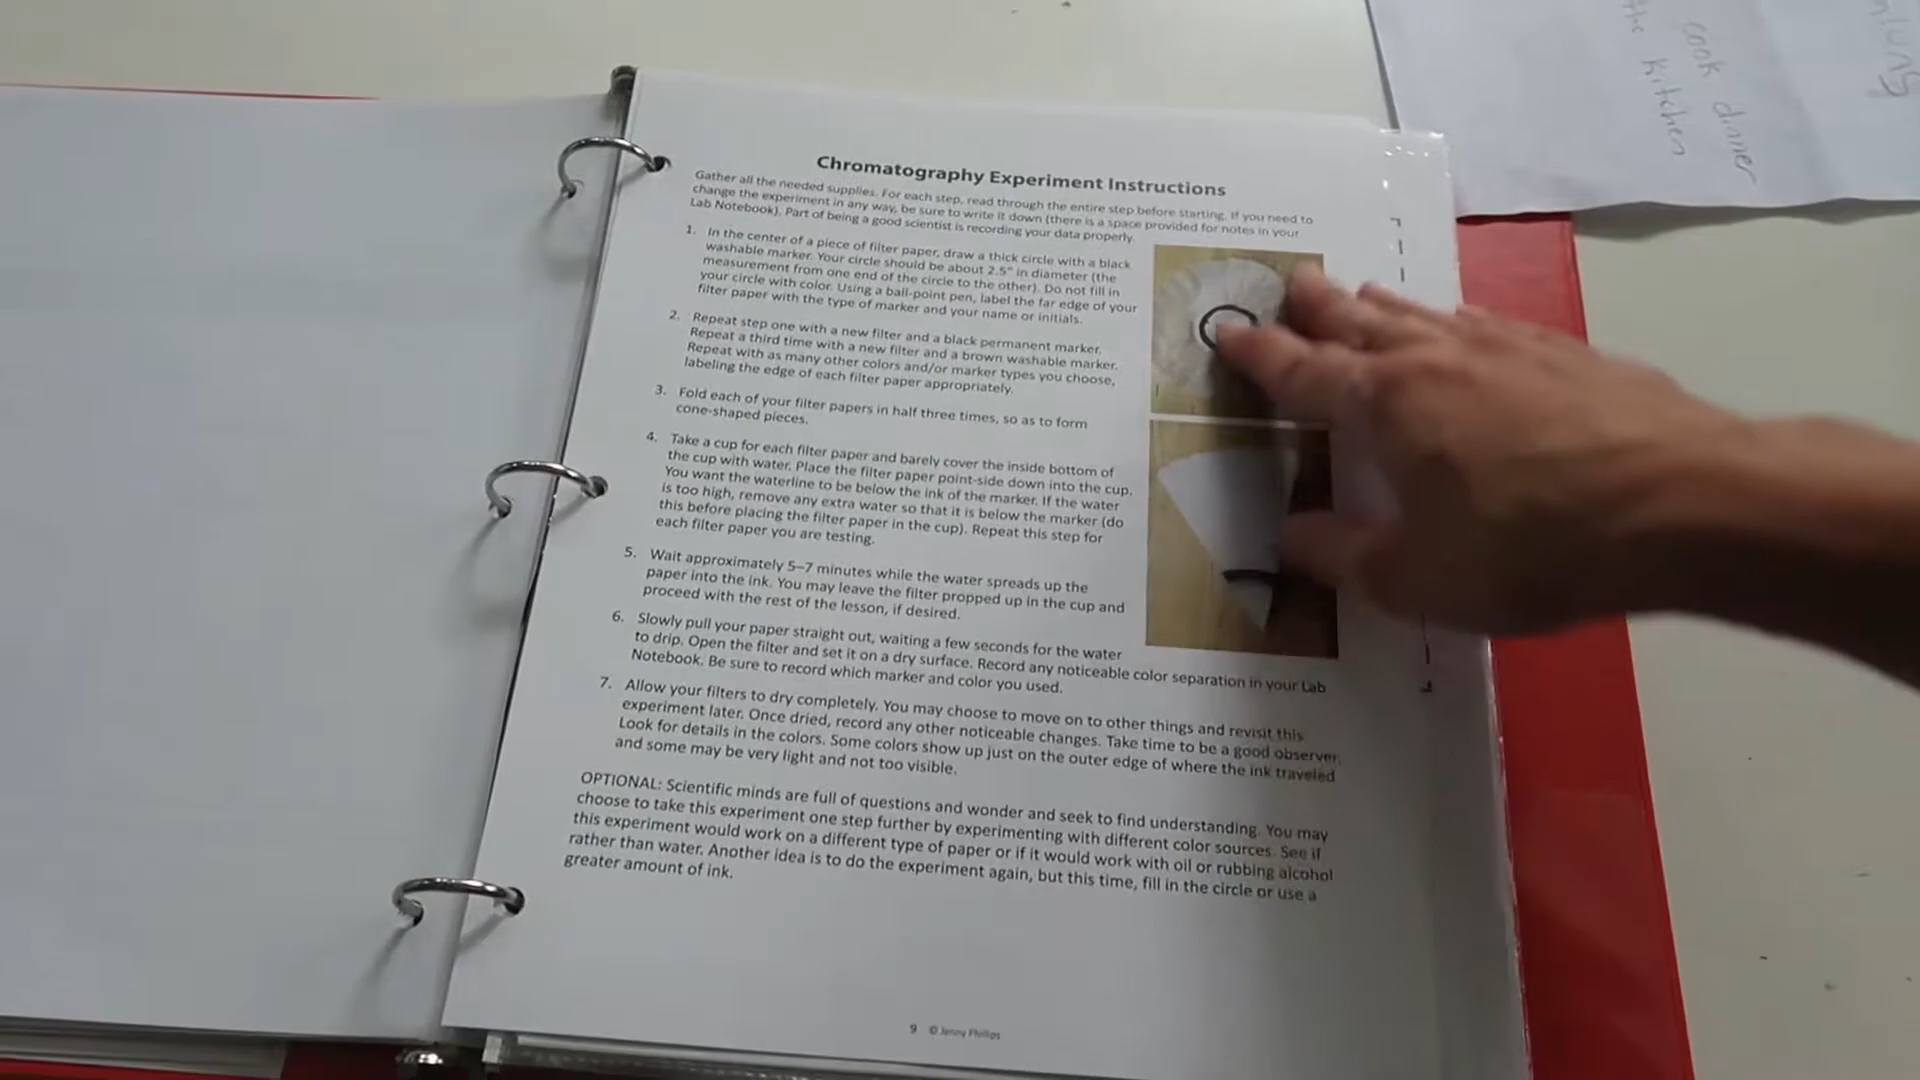 Chromatography Experiment Instructions
Gather all the needed supplies. For each step, read through the entire step before starting. If you need to
change the experiment in any way, be sure to write it down (there is a space provided for notes in your
Lab Notebook). Part of being a good scientist is recording your data properly.
1. In the center of a piece of filter paper, draw a thick circle with a black
washable marker. Your circle should be about 2.5" in diameter (the
measurement from one end of the circle to the other). Do not fill in
your circle with color. Using a ball-point pen, label the far edge of your
filter paper with the type of marker and your name or initials.
2. Repeat step one with a new filter and a black permanent marker.
Repeat a third time with a new filter and a brown washable marker.
Repeat with as many other colors and/or marker types you choose,
labeling the edge of each filter paper appropriately.
3. Fold each of your filter papers in half three times, so as to form
cone-shaped pieces.
4. Take a cup for each filter paper and barely cover the inside bottom of
the cup with water. Place the filter paper point-side down into the cup.
You want the waterline to be below the ink of the marker. If the water
is too high, remove any extra water so that it is below the marker (do
this before placing the filter paper in the cup). Repeat this step for
each filter paper you are testing.
5. Wait approximately 5–7 minutes while the water spreads up the
paper into the ink. You may leave the filter propped up in the cup and
proceed with the rest of the lesson, if desired.
6. Slowly pull your paper straight out, waiting a few seconds for the water
to drip. Open the filter and set it on a dry surface. Record any noticeable color separation in your Lab
Notebook. Be sure to record which marker and color you used.
7. Allow your filters to dry completely. You may choose to move on to other things and revisit this
experiment later. Once dried, record any other noticeable changes. Take time to be a good observer.
Look for details in the colors. Some colors show up just on the outer edge of where the ink traveled
and some may be very light and not too visible.
OPTIONAL: Scientific minds are full of questions and wonder and seek to find understanding. You may
choose to take this experiment one step further by experimenting with different color sources. See if
this experiment would work on a different type of paper or if it would work with oil or rubbing alcohol
rather than water. Another idea is to do the experiment again, but this time, fill in the circle or use a
greater amount of ink.
9 © Jenny Phillips
cook dinner
the kitchen